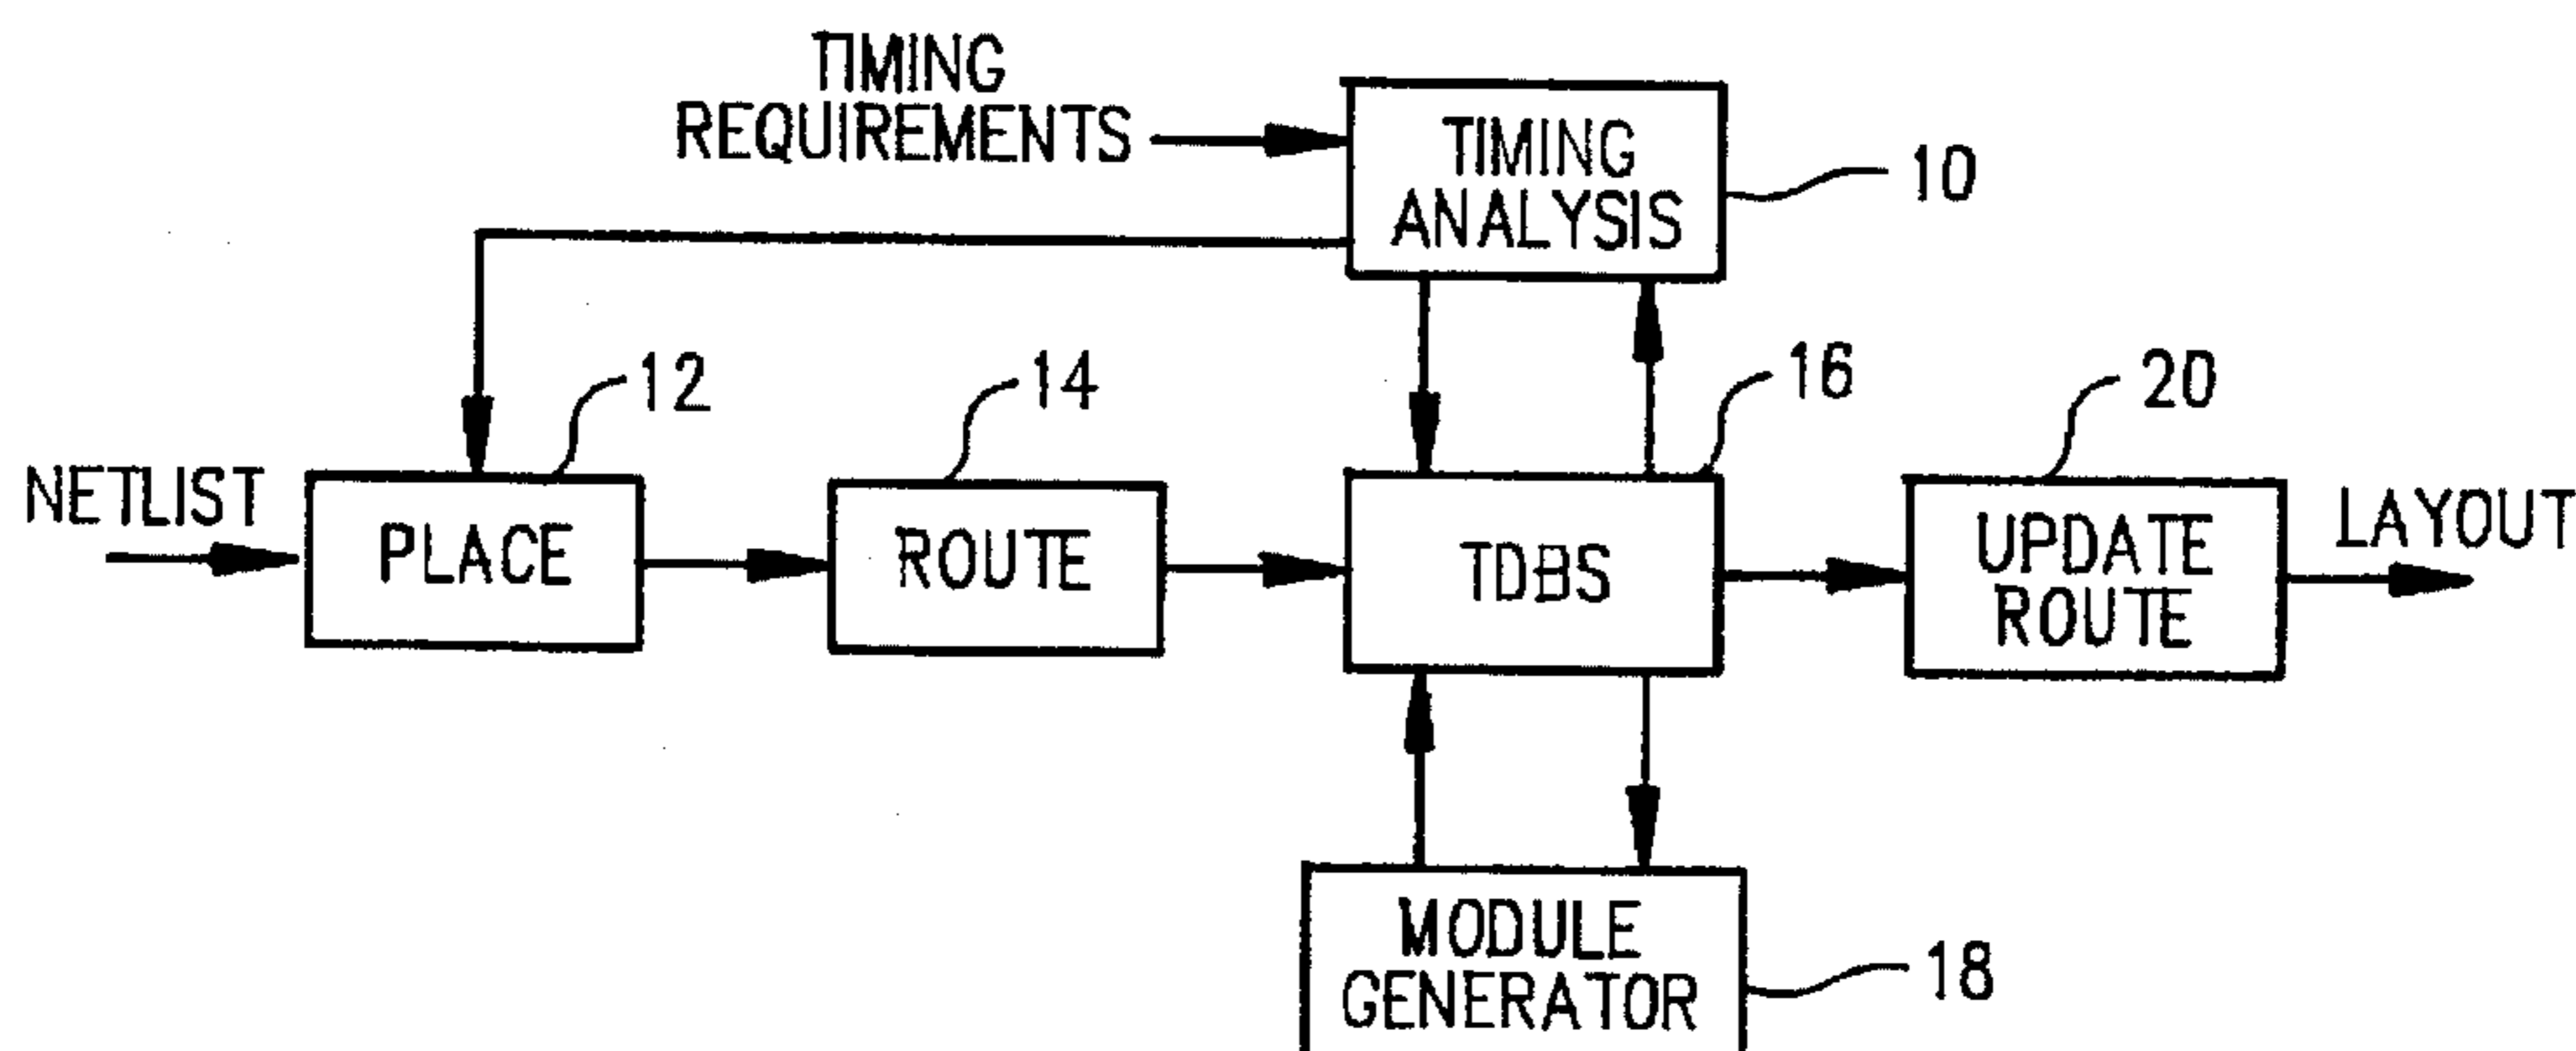 TIMING
REQUIREMENTS
TIMING
ANALYSIS
10
12
14
16
20
NETLIST
PLACE
ROUTE
TDBS
UPDATE
ROUTE
LAYOUT
MODULE
GENERATOR
18